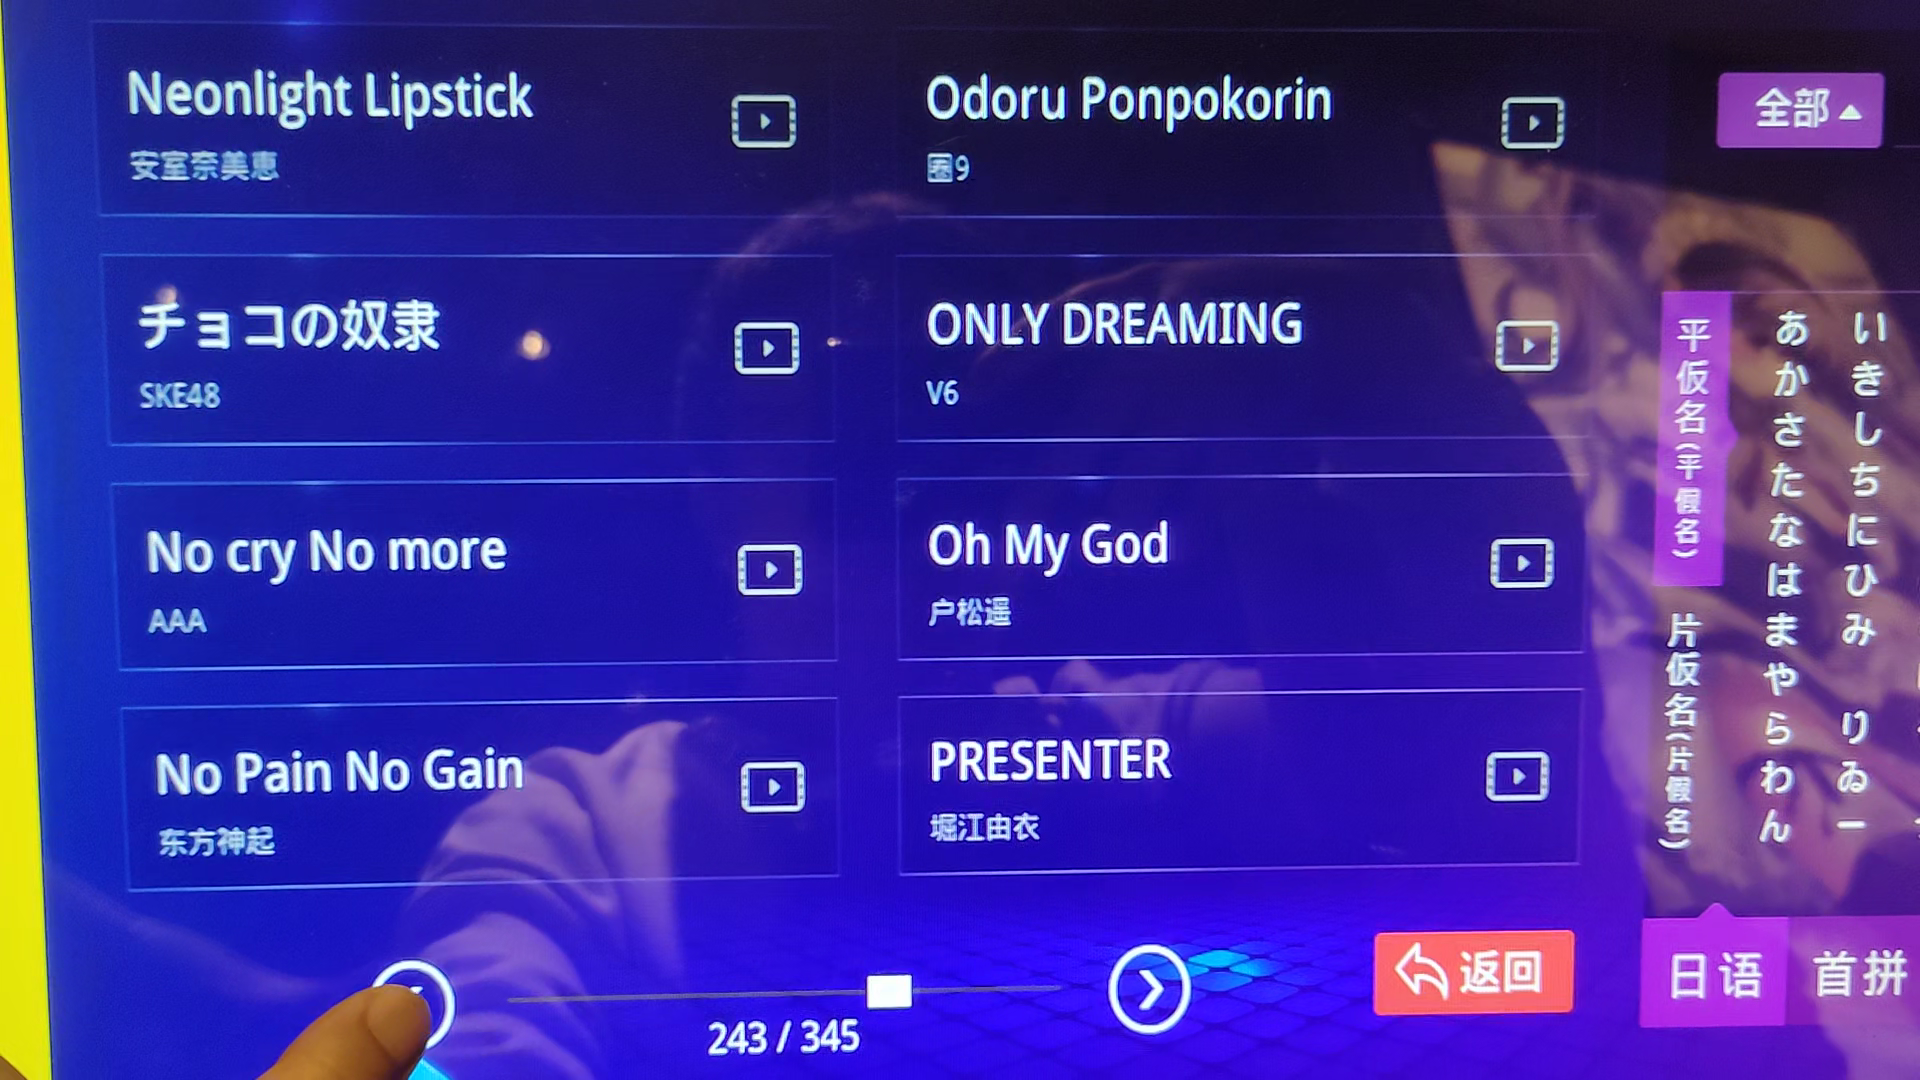 Neonlight Lipstick
安室奈美惠
Odoru Ponpokorin
圈9
チョコの奴隶
SKE48
ONLY DREAMING
V6
No cry No more
AAA
Oh My God
户松遥
No Pain No Gain
东方神起
PRESENTER
堀江由衣
243 / 345
返回
全部
平仮名(平假名)
片仮名(片假名)
あかさたなはまやらわん
いきしちにひみ りゐー
日语
首拼